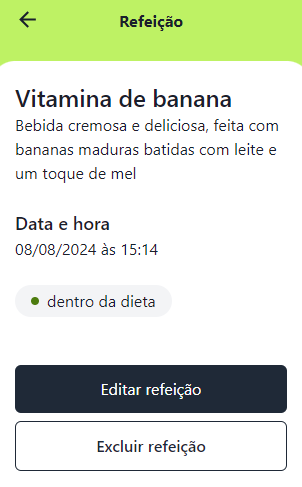 Refeição
Vitamina de banana
Bebida cremosa e deliciosa, feita com
bananas maduras batidas com leite e
um toque de mel
Data e hora
08/08/2024 às 15:14
dentro da dieta
Editar refeição
Excluir refeição